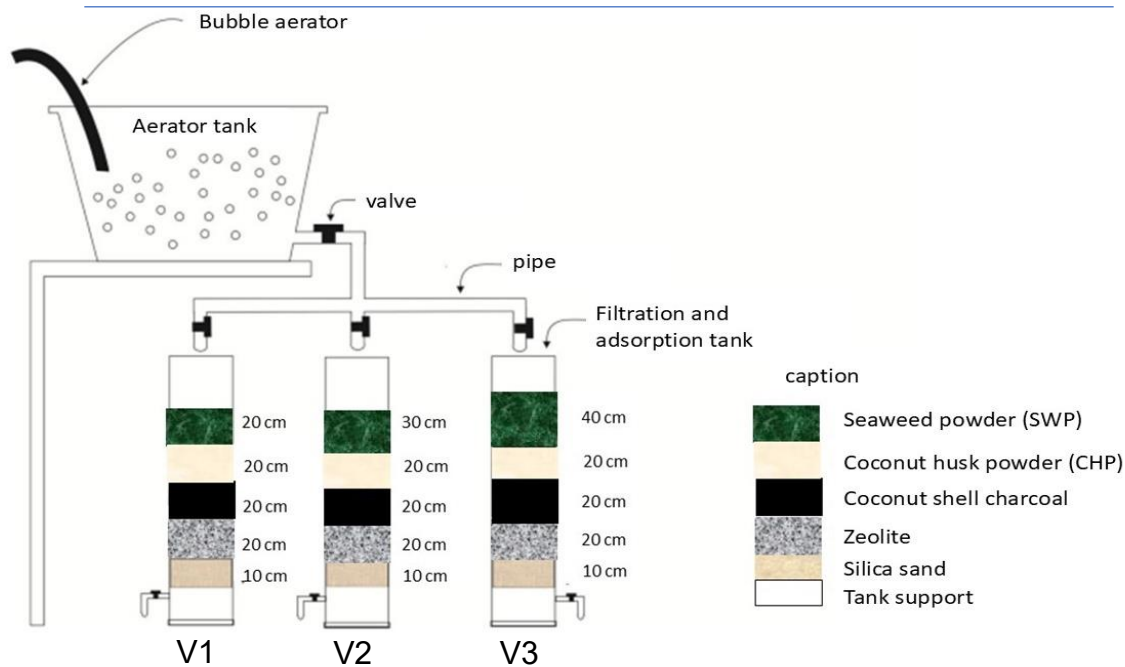 Bubble aerator
Aerator tank
valve
pipe
Filtration and
adsorption tank
20 cm
20 cm
20 cm
20 cm
10 cm
30 cm
20 cm
20 cm
20 cm
10 cm
40 cm
20 cm
20 cm
20 cm
10 cm
V1
V2
V3
caption
Seaweed powder (SWP)
Coconut husk powder (CHP)
Coconut shell charcoal
Zeolite
Silica sand
Tank support